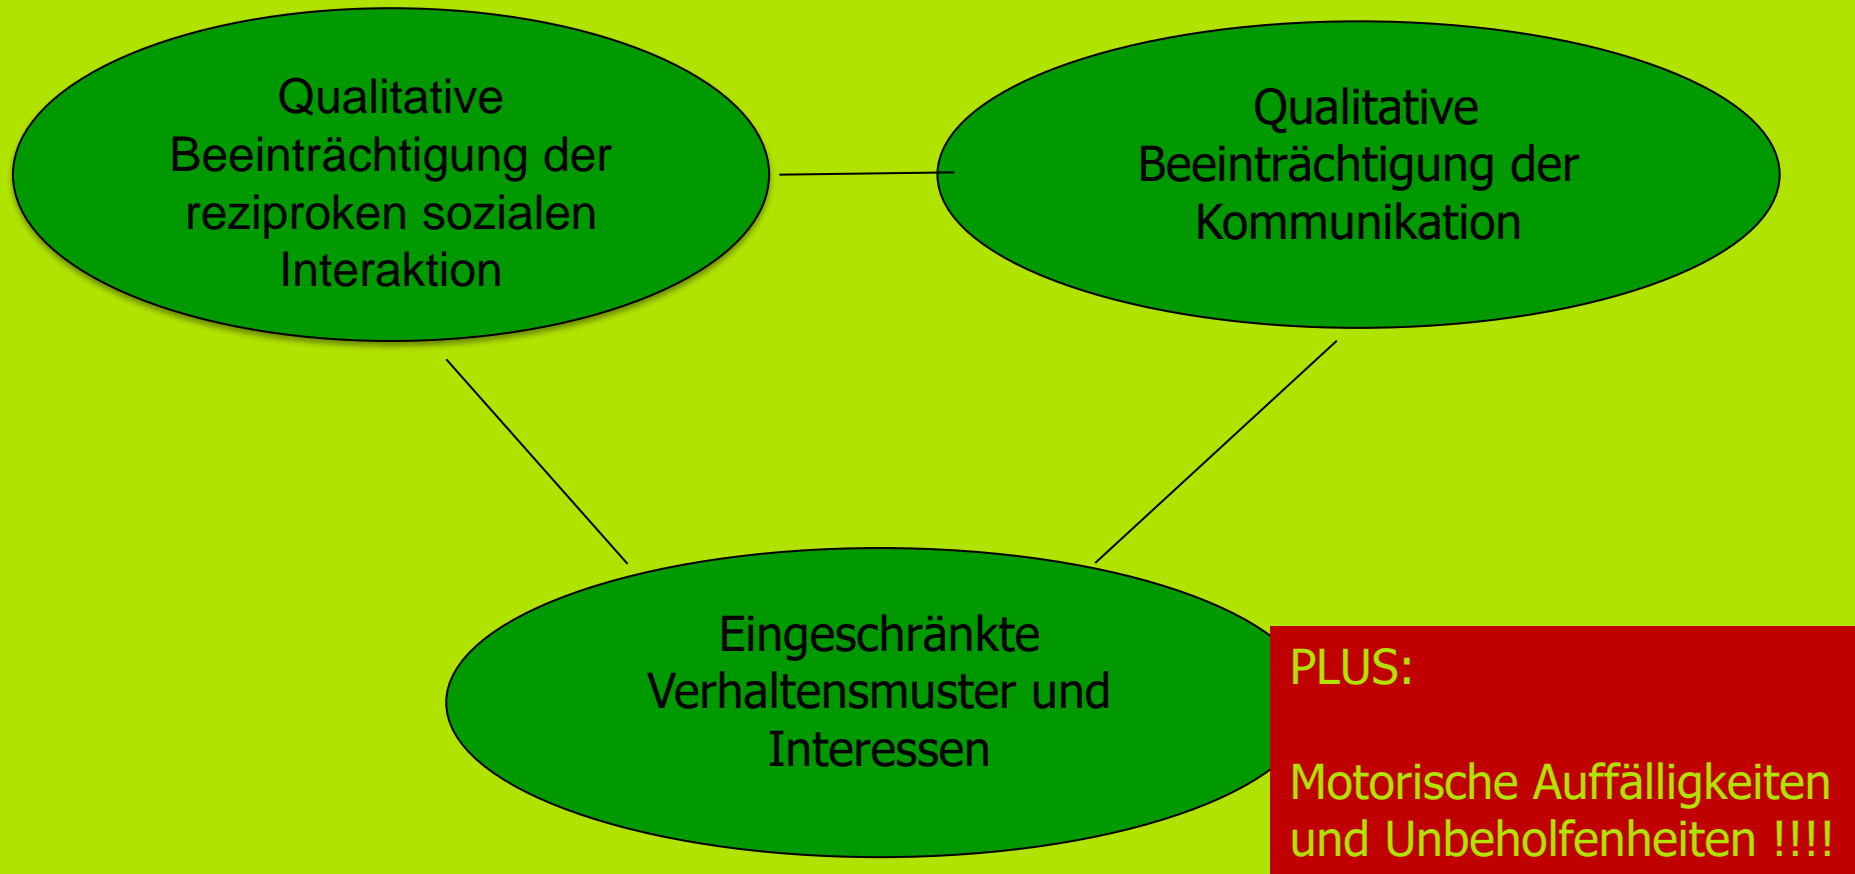 Qualitative
Beeinträchtigung der
reziproken sozialen
Interaktion
Qualitative
Beeinträchtigung der
Kommunikation
Eingeschränkte
Verhaltensmuster und
Interessen
PLUS:
Motorische Auffälligkeiten
und Unbeholfenheiten !!!!